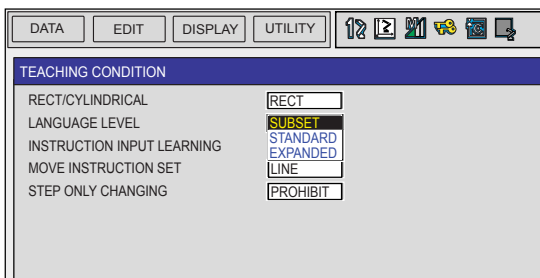 DATA EDIT DISPLAY UTILITY
TEACHING CONDITION
RECT/CYLINDRICAL RECT
LANGUAGE LEVEL SUBSET
STANDARD
INSTRUCTION INPUT LEARNING
EXPANDED
MOVE INSTRUCTION SET LINE
STEP ONLY CHANGING PROHIBIT